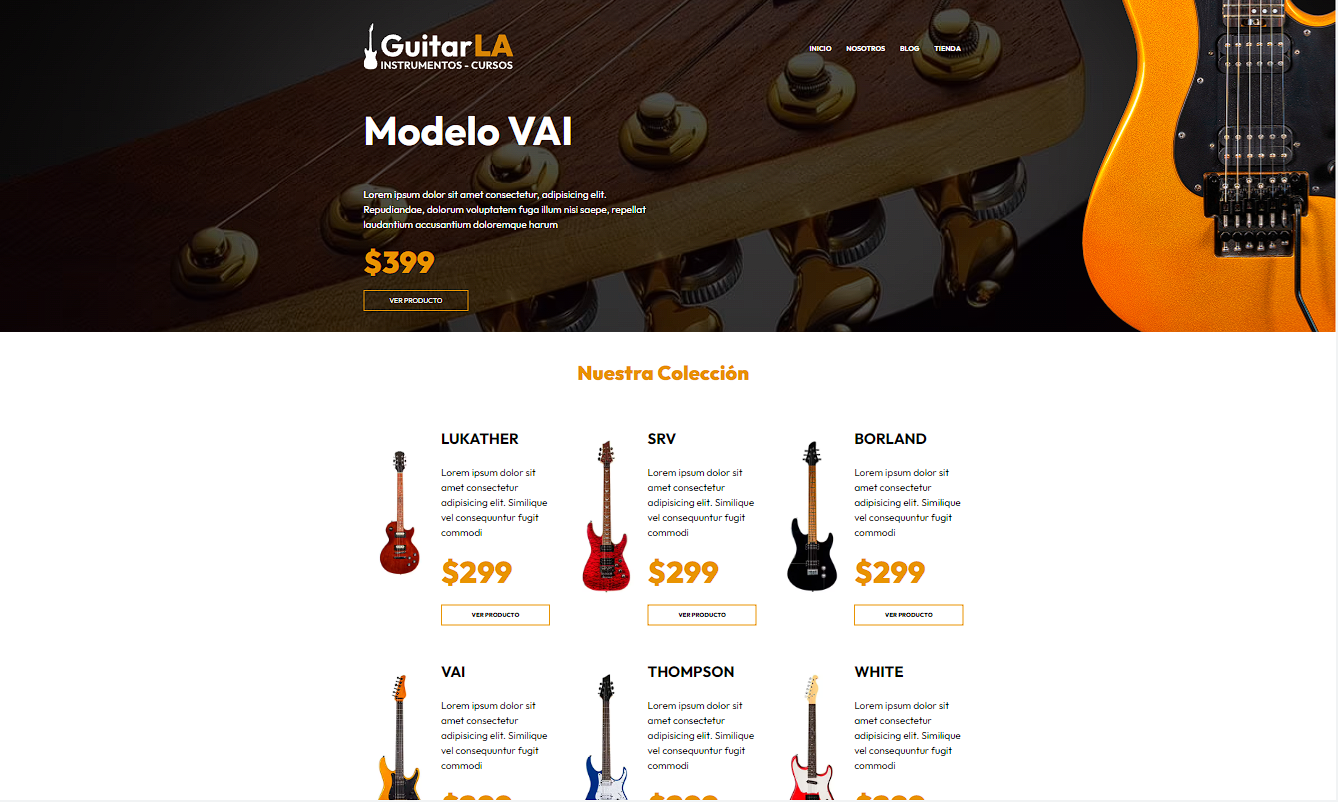 GuitarLA
INSTRUMENTOS - CURSOS
INICIO NOSOTROS BLOG TIENDA
Modelo VAI
Lorem ipsum dolor sit amet consectetur, adipisicing elit.
Repudiandae, dolorum voluptatem fuga illum nisi saepe, repellat
laudantium accusantium doloremque harum
$399
VER PRODUCTO
Nuestra Colección
LUKATHER
Lorem ipsum dolor sit
amet consectetur
adipisicing elit. Similique
vel consequuntur fugit
commodi
$299
VER PRODUCTO
SRV
Lorem ipsum dolor sit
amet consectetur
adipisicing elit. Similique
vel consequuntur fugit
commodi
$299
VER PRODUCTO
BORLAND
Lorem ipsum dolor sit
amet consectetur
adipisicing elit. Similique
vel consequuntur fugit
commodi
$299
VER PRODUCTO
VAI
Lorem ipsum dolor sit
amet consectetur
adipisicing elit. Similique
vel consequuntur fugit
commodi
THOMPSON
Lorem ipsum dolor sit
amet consectetur
adipisicing elit. Similique
vel consequuntur fugit
commodi
WHITE
Lorem ipsum dolor sit
amet consectetur
adipisicing elit. Similique
vel consequuntur fugit
commodi